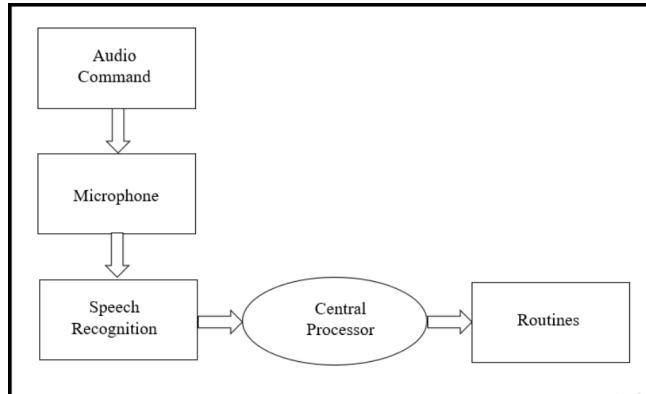 Audio
Command
Microphone
Speech
Recognition
Central
Processor
Routines